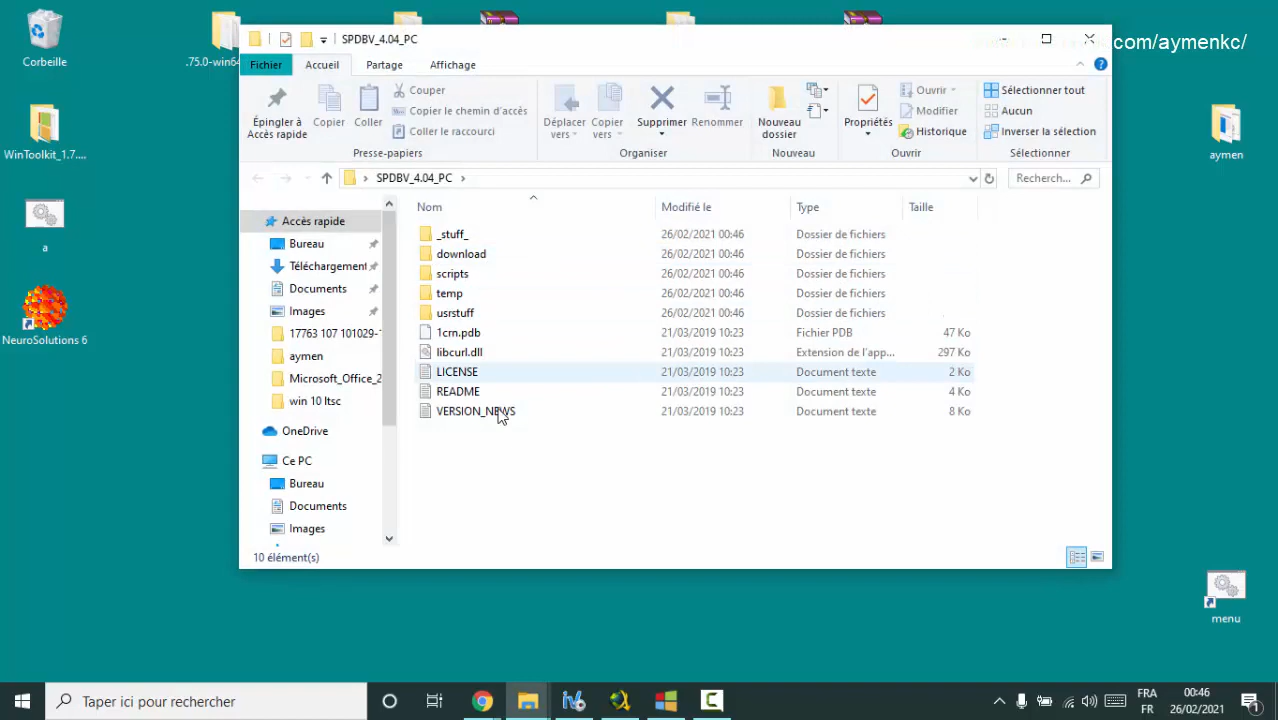 Corbeille
.75.0-win64
WinToolkit_1.7....
a
NeuroSolutions 6
SPDBV_4.04_PC
com/aymenkc/
Fichier Accueil Partage Affichage
Épingler à
Accès rapide
Copier
Coller
Couper
Copier le chemin d'accès
Coller le raccourci
Presse-papiers
Déplacer
vers
Copier
vers
Supprimer
Renommer
Organiser
Nouveau
dossier
Nouveau
Propriétés
Ouvrir
Modifier
Historique
Ouvrir
Sélectionner tout
Aucun
Inverser la sélection
Sélectionner
SPDBV_4.04_PC
Recherch...
Accès rapide
Bureau
Téléchargement
Documents
Images
17763 107 101029-
aymen
Microsoft_Office_2
win 10 ltsc
OneDrive
Ce PC
Bureau
Documents
Images
Nom Modifié le Type Taille
_stuff_ 26/02/2021 00:46 Dossier de fichiers
download 26/02/2021 00:46 Dossier de fichiers
scripts 26/02/2021 00:46 Dossier de fichiers
temp 26/02/2021 00:46 Dossier de fichiers
usrstuff 26/02/2021 00:46 Dossier de fichiers
1crn.pdb 21/03/2019 10:23 Fichier PDB 47 Ko
libcurl.dll 21/03/2019 10:23 Extension de l'app... 297 Ko
LICENSE 21/03/2019 10:23 Document texte 2 Ko
README 21/03/2019 10:23 Document texte 4 Ko
VERSION_NEWS 21/03/2019 10:23 Document texte 8 Ko
10 élément(s)
aymen
menu
Taper ici pour rechercher
FRA
FR
00:46
26/02/2021
1